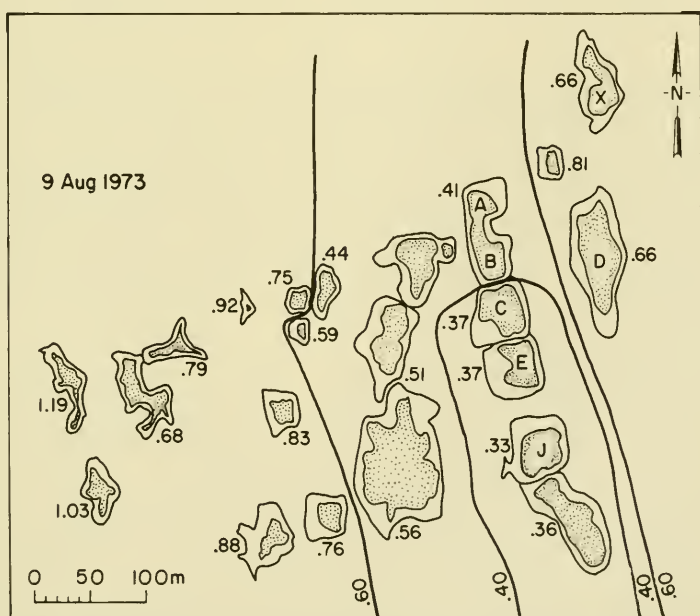 .66
X
-N-
9 Aug 1973
.81
.41
A
B
.44
.75
.92
.59
D
.66
C
.37
.79
E
.37
.51
1.19
.68
.83
.33
J
1.03
.36
.88
.76
.56
0 50 100m
.60
.40
.40
.60